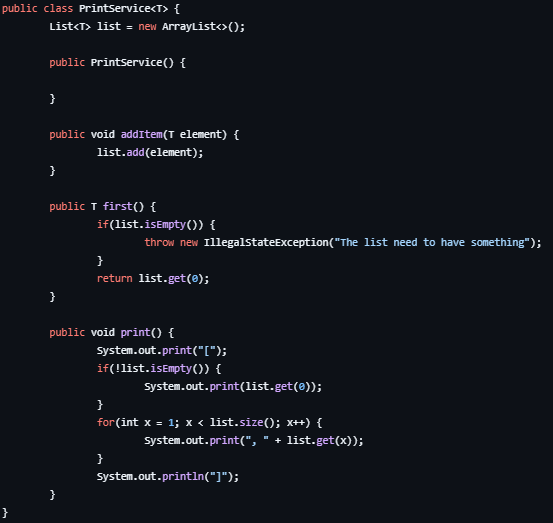 public class PrintService<T> {
List<T> list = new ArrayList<>();
public PrintService() {
}
public void addItem(T element) {
list.add(element);
}
public T first() {
if(list.isEmpty()) {
throw new IllegalStateException("The list need to have something");
}
return list.get(0);
}
public void print() {
System.out.print("[");
if(!list.isEmpty()) {
System.out.print(list.get(0));
}
for(int x = 1; x < list.size(); x++) {
System.out.print(", " + list.get(x));
}
System.out.println("]");
}
}